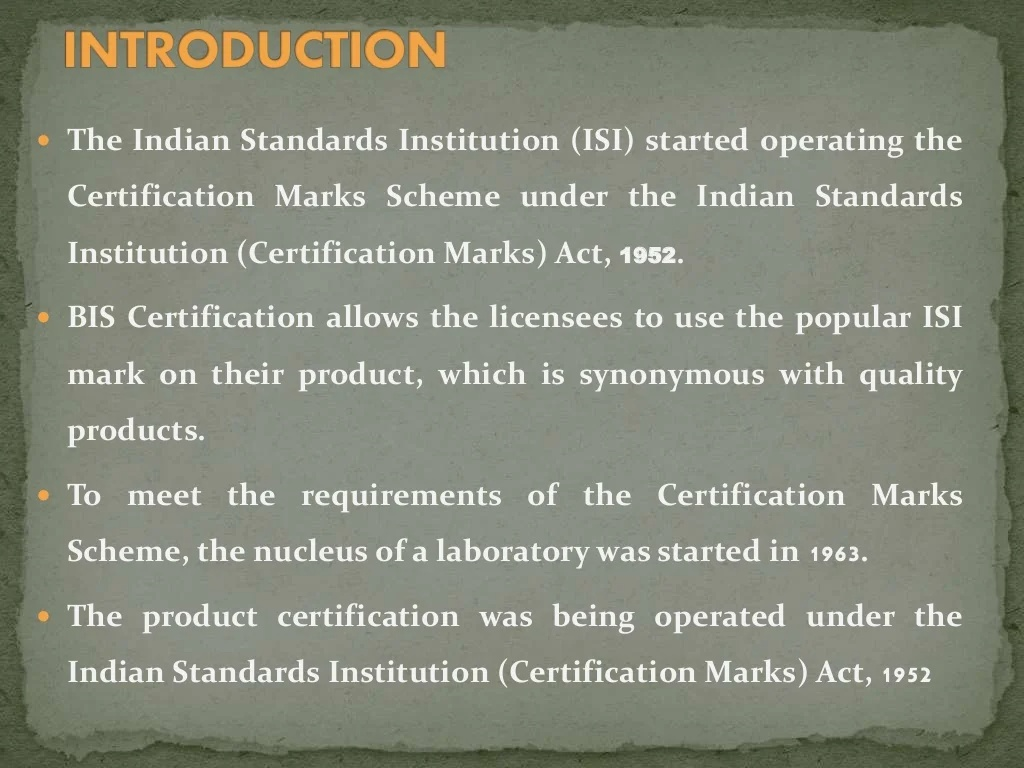 INTRODUCTION
• The Indian Standards Institution (ISI) started operating the
Certification Marks Scheme under the Indian Standards
Institution (Certification Marks) Act, 1952.
• BIS Certification allows the licensees to use the popular ISI
mark on their product, which is synonymous with quality
products.
• To meet the requirements of the Certification Marks
Scheme, the nucleus of a laboratory was started in 1963.
• The product certification was being operated under the
Indian Standards Institution (Certification Marks) Act, 1952